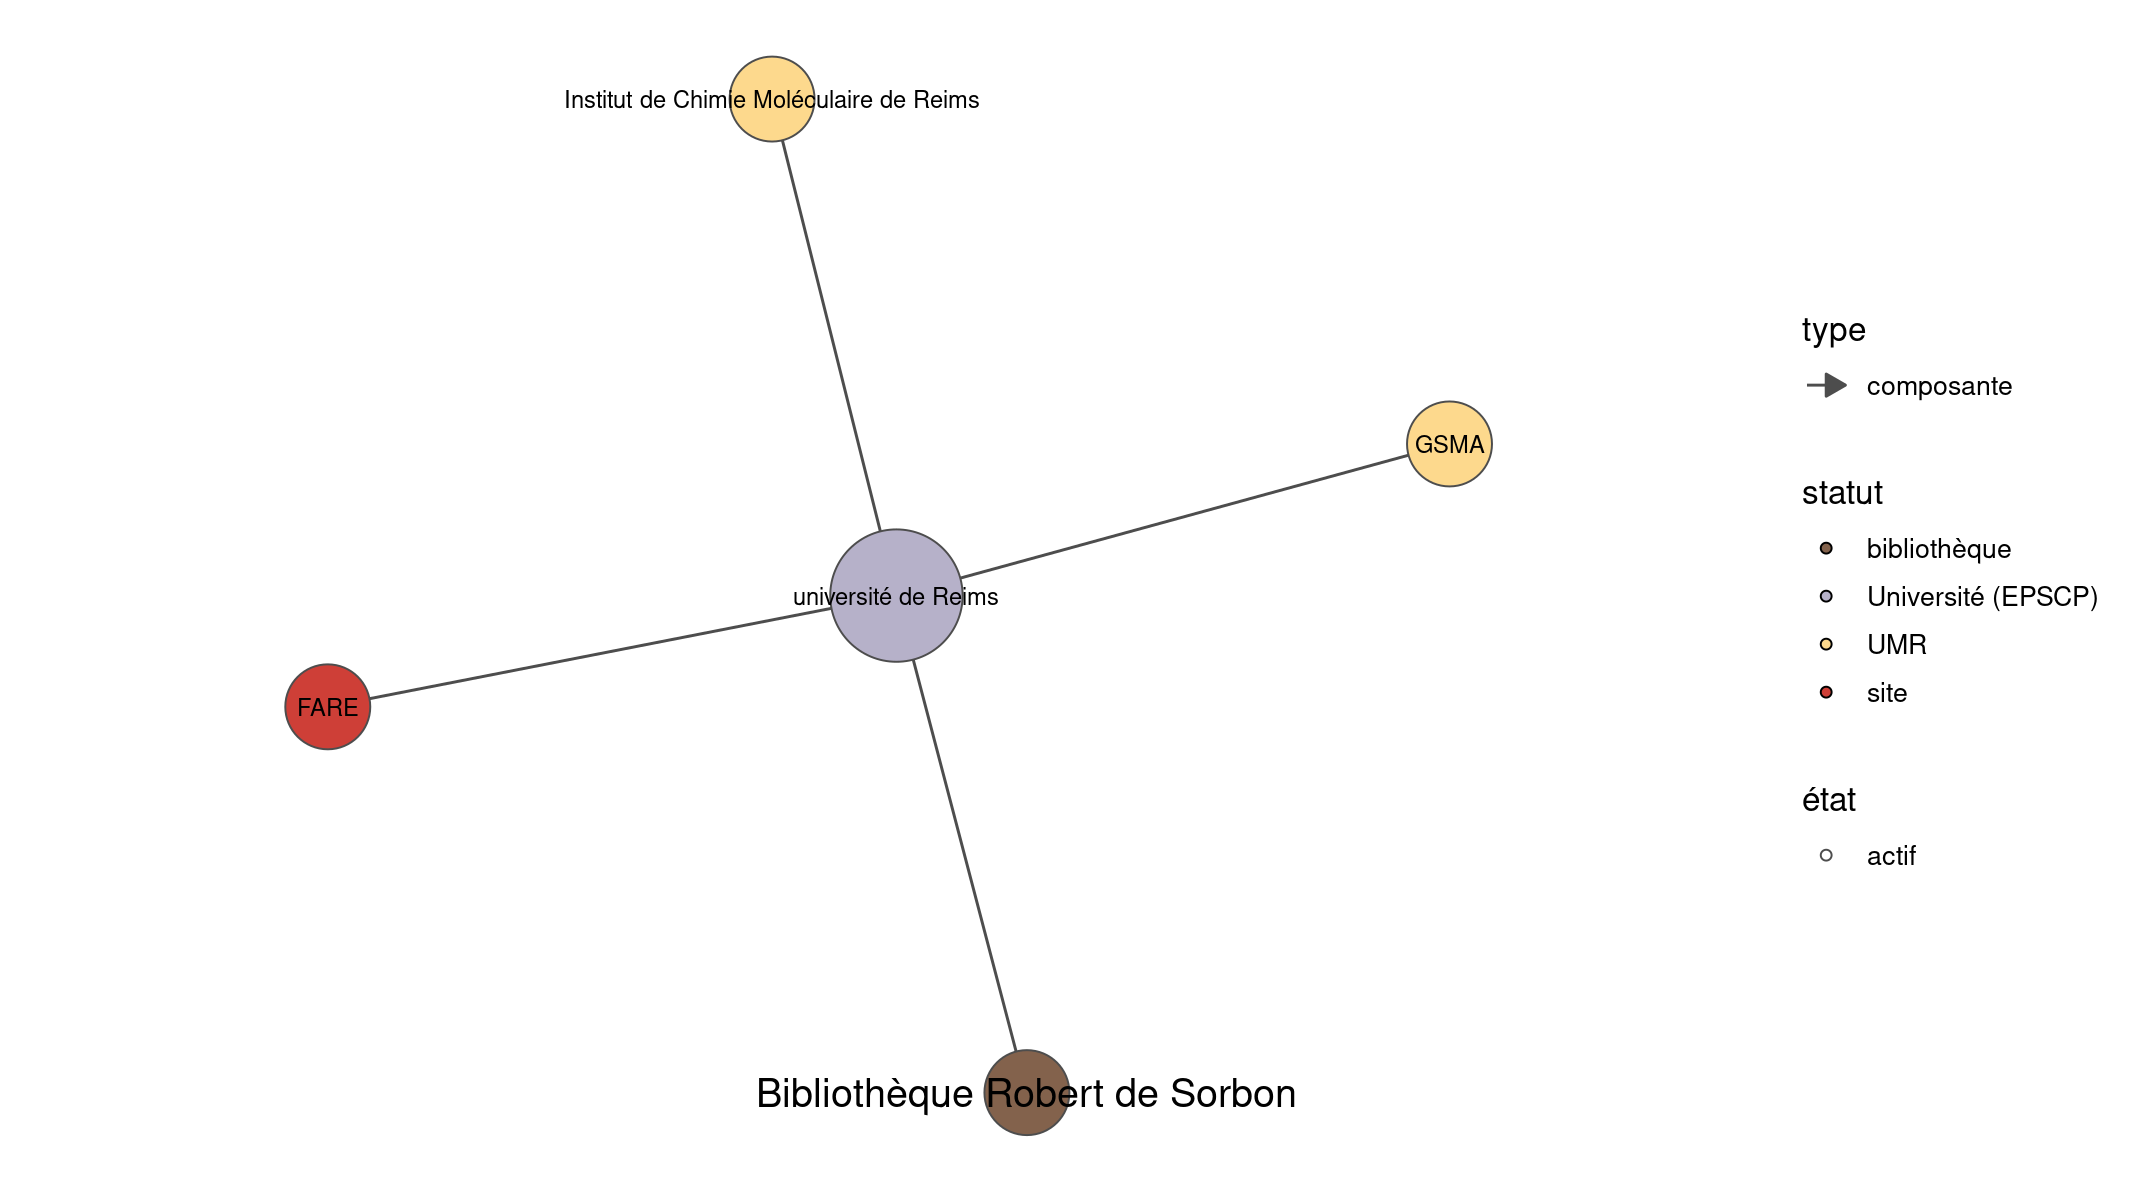 Institut de Chimie Moléculaire de Reims
GSMA
université de Reims
FARE
Bibliothèque Robert de Sorbon
type
composante
statut
bibliothèque
Université (EPSCP)
UMR
site
état
actif